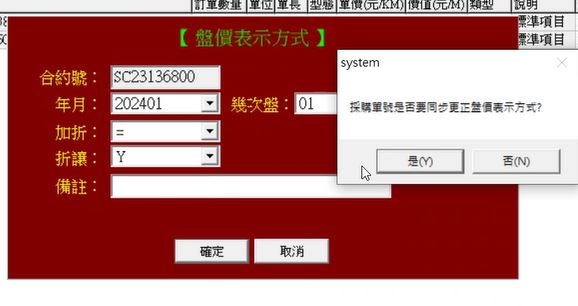 訂單數量 單位 單長 型態 單價(元/KM) 價值(元/M) 類型 說明
標準項目
標準項目
【 盤價表示方式 】
合約號： SC23136800
年月： 202401 幾次盤： 01
加折： =
折讓： Y
備註：
確定 取消
system
採購單號是否要同步更正盤價表示方式?
是(Y) 否(N)